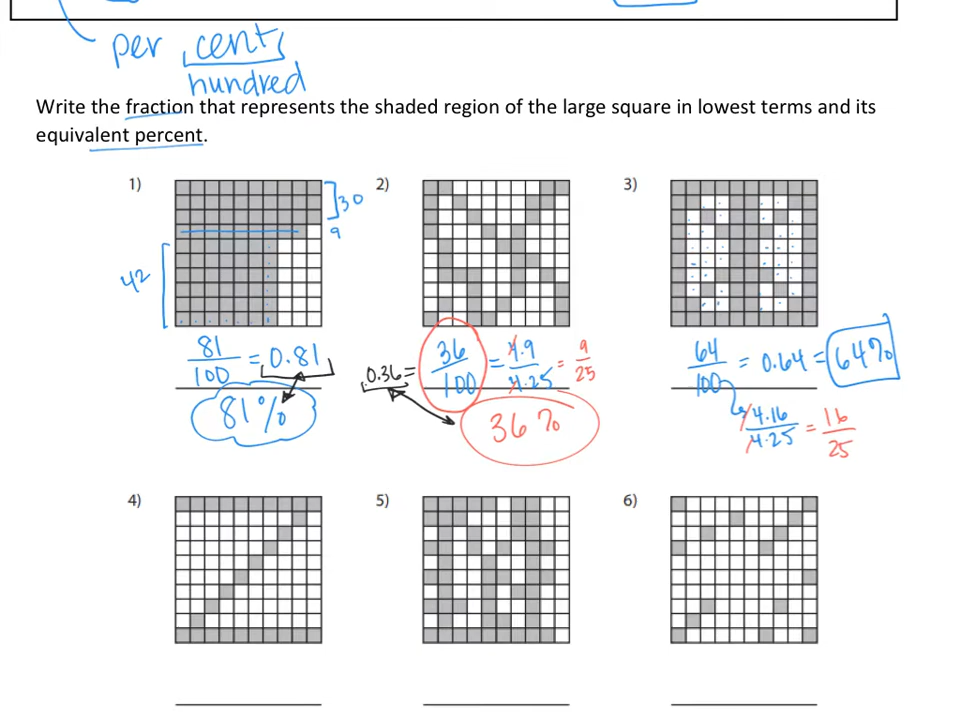 per cent
hundred
Write the fraction that represents the shaded region of the large square in lowest terms and its
equivalent percent.
1) 2) 3)
30
9
42
81/100 = 0.81
81%
0.36 = 36/100 = 4·9/4·25 = 9/25
36%
64/100 = 0.64 = 64%
4·16/4·25 = 16/25
4) 5) 6)